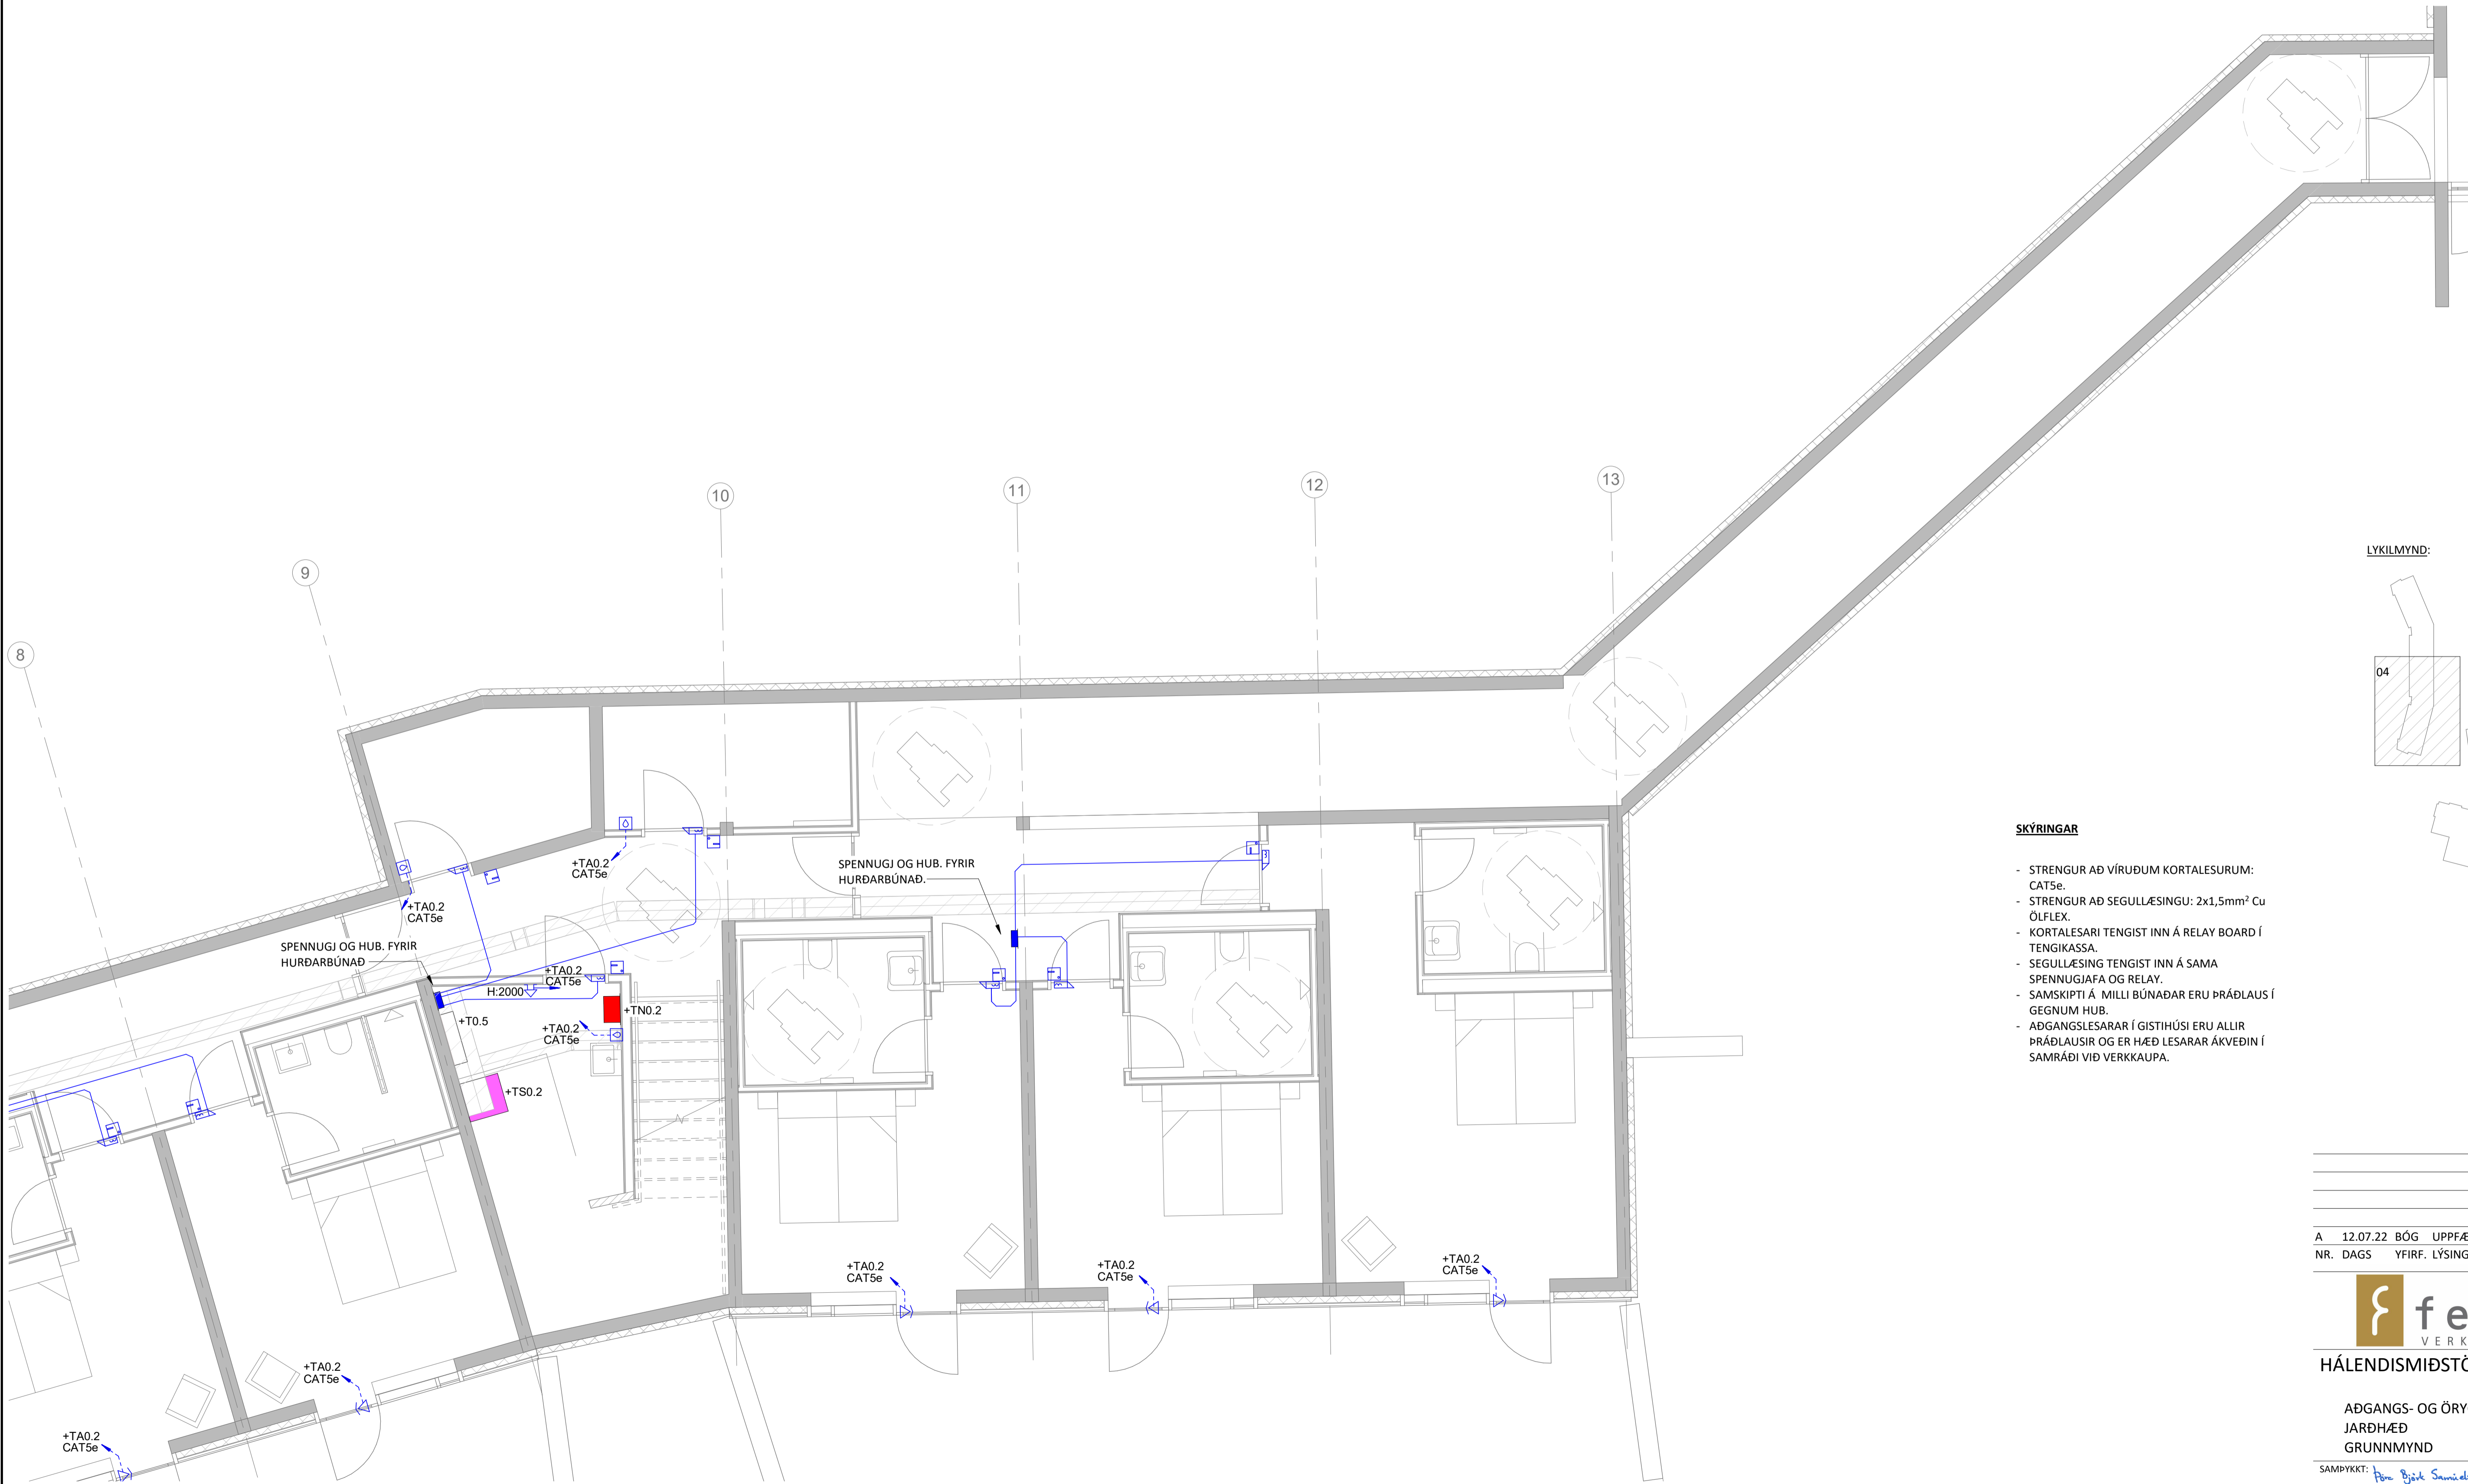 8
9
10
11
12
13
+TA0.2
CAT5e
+TA0.2
CAT5e
SPENNUGJ OG HUB. FYRIR
HURÐARBÚNAÐ
SPENNUGJ OG HUB. FYRIR
HURÐARBÚNAÐ.
+TA0.2
CAT5e
H:2000
+T0.5
+TN0.2
+TA0.2
CAT5e
+TS0.2
+TA0.2
CAT5e
+TA0.2
CAT5e
+TA0.2
CAT5e
+TA0.2
CAT5e
+TA0.2
CAT5e
LYKILMYND:
04
SKÝRINGAR
- STRENGUR AÐ VÍRUÐUM KORTALESURUM:
CAT5e.
- STRENGUR AÐ SEGULLÆSINGU: 2x1,5mm² Cu
ÖLFLEX.
- KORTALESARI TENGIST INN Á RELAY BOARD Í
TENGIKASSA.
- SEGULLÆSING TENGIST INN Á SAMA
SPENNUGJAFA OG RELAY.
- SAMSKIPTI Á MILLI BÚNAÐAR ERU ÞRÁÐLAUS Í
GEGNUM HUB.
- AÐGANGSLESARAR Í GISTIHÚSI ERU ALLIR
ÞRÁÐLAUSIR OG ER HÆÐ LESARAR ÁKVEÐIN Í
SAMRÁÐI VIÐ VERKKAUPA.
A 12.07.22 BÓG UPPFÆ
NR. DAGS YFIRF. LÝSING
fe
VERK
HÁLENDISMIÐSTÖ
AÐGANGS- OG ÖRY
JARÐHÆÐ
GRUNNMYND
SAMÞYKKT: